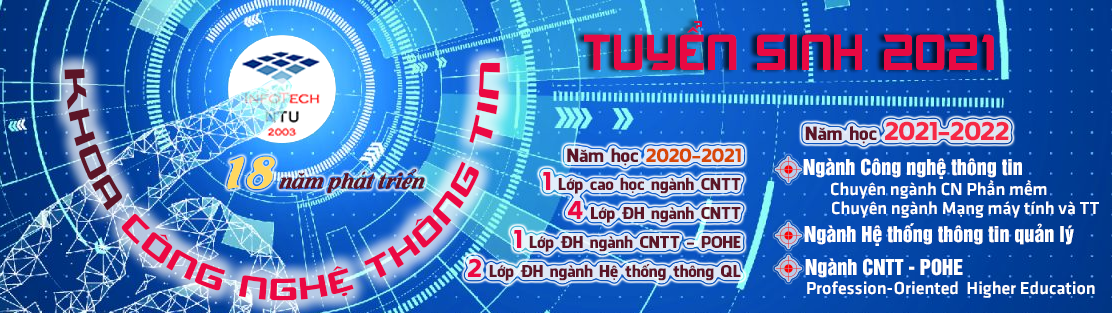 KHOA CÔNG NGHỆ THÔNG TIN
INFOTECH
NTU
2003
18 năm phát triển
TUYỂN SINH 2021
Năm học 2020-2021
1 Lớp cao học ngành CNTT
4 Lớp ĐH ngành CNTT
1 Lớp ĐH ngành CNTT - POHE
2 Lớp ĐH ngành Hệ thống thông QL
Năm học 2021-2022
Ngành Công nghệ thông tin
Chuyên ngành CN Phần mềm
Chuyên ngành Mạng máy tính và TT
Ngành Hệ thống thông tin quản lý
Ngành CNTT - POHE
Profession-Oriented Higher Education